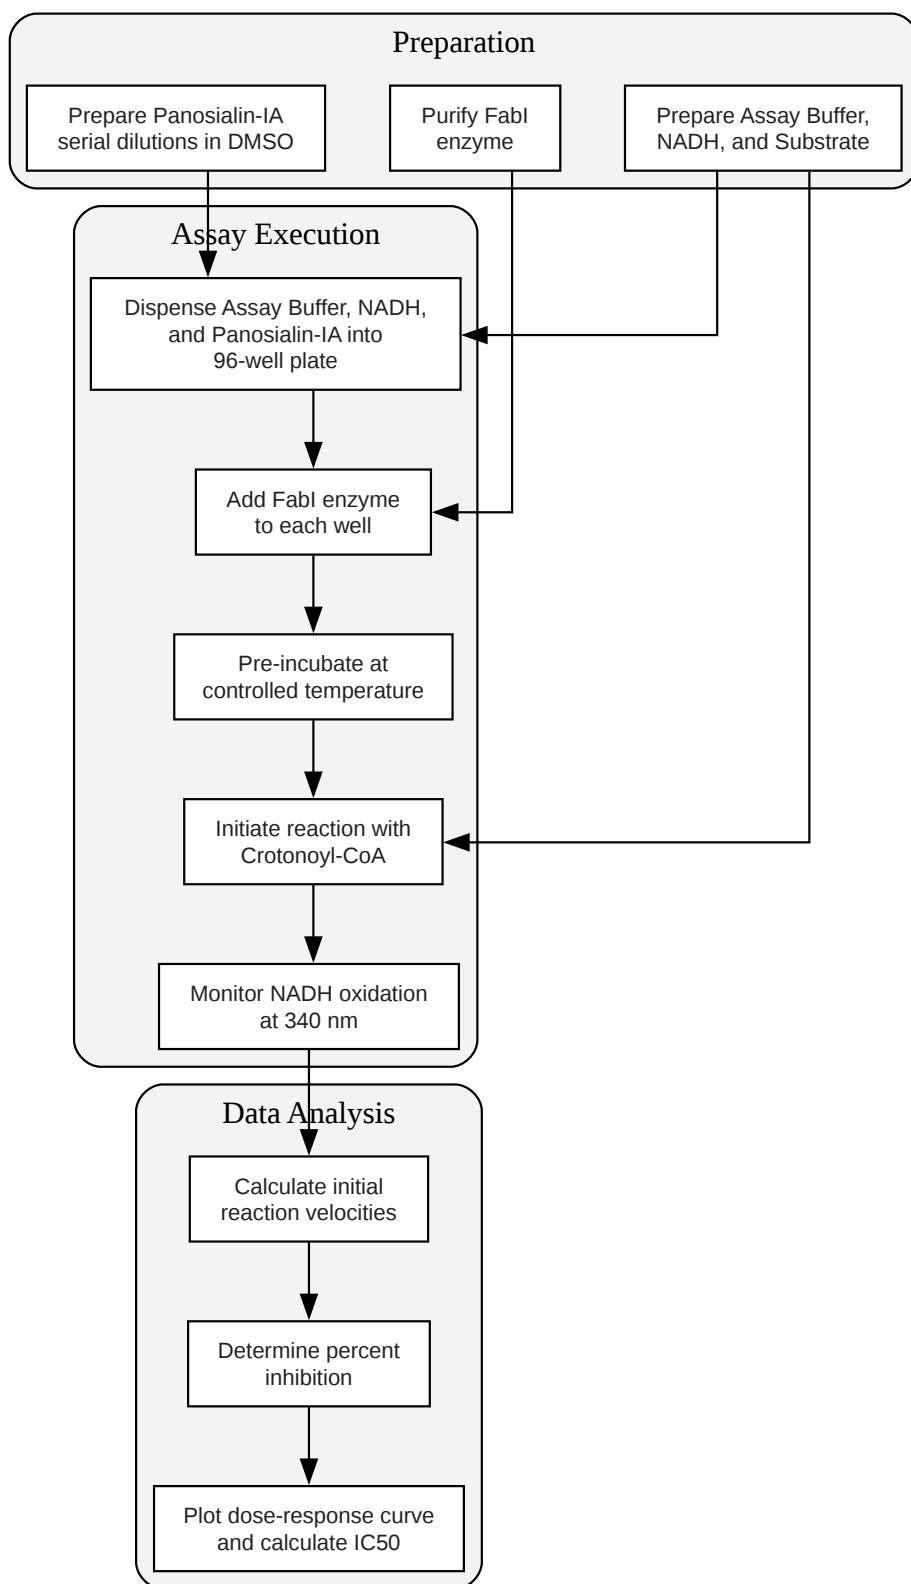 Preparation
Prepare Panosialin-IA
serial dilutions in DMSO
Purify FabI
enzyme
Prepare Assay Buffer,
NADH, and Substrate
Assay Execution
Dispense Assay Buffer, NADH,
and Panosialin-IA into
96-well plate
Add FabI enzyme
to each well
Pre-incubate at
controlled temperature
Initiate reaction with
Crotonoyl-CoA
Monitor NADH oxidation
at 340 nm
Data Analysis
Calculate initial
reaction velocities
Determine percent
inhibition
Plot dose-response curve
and calculate IC50